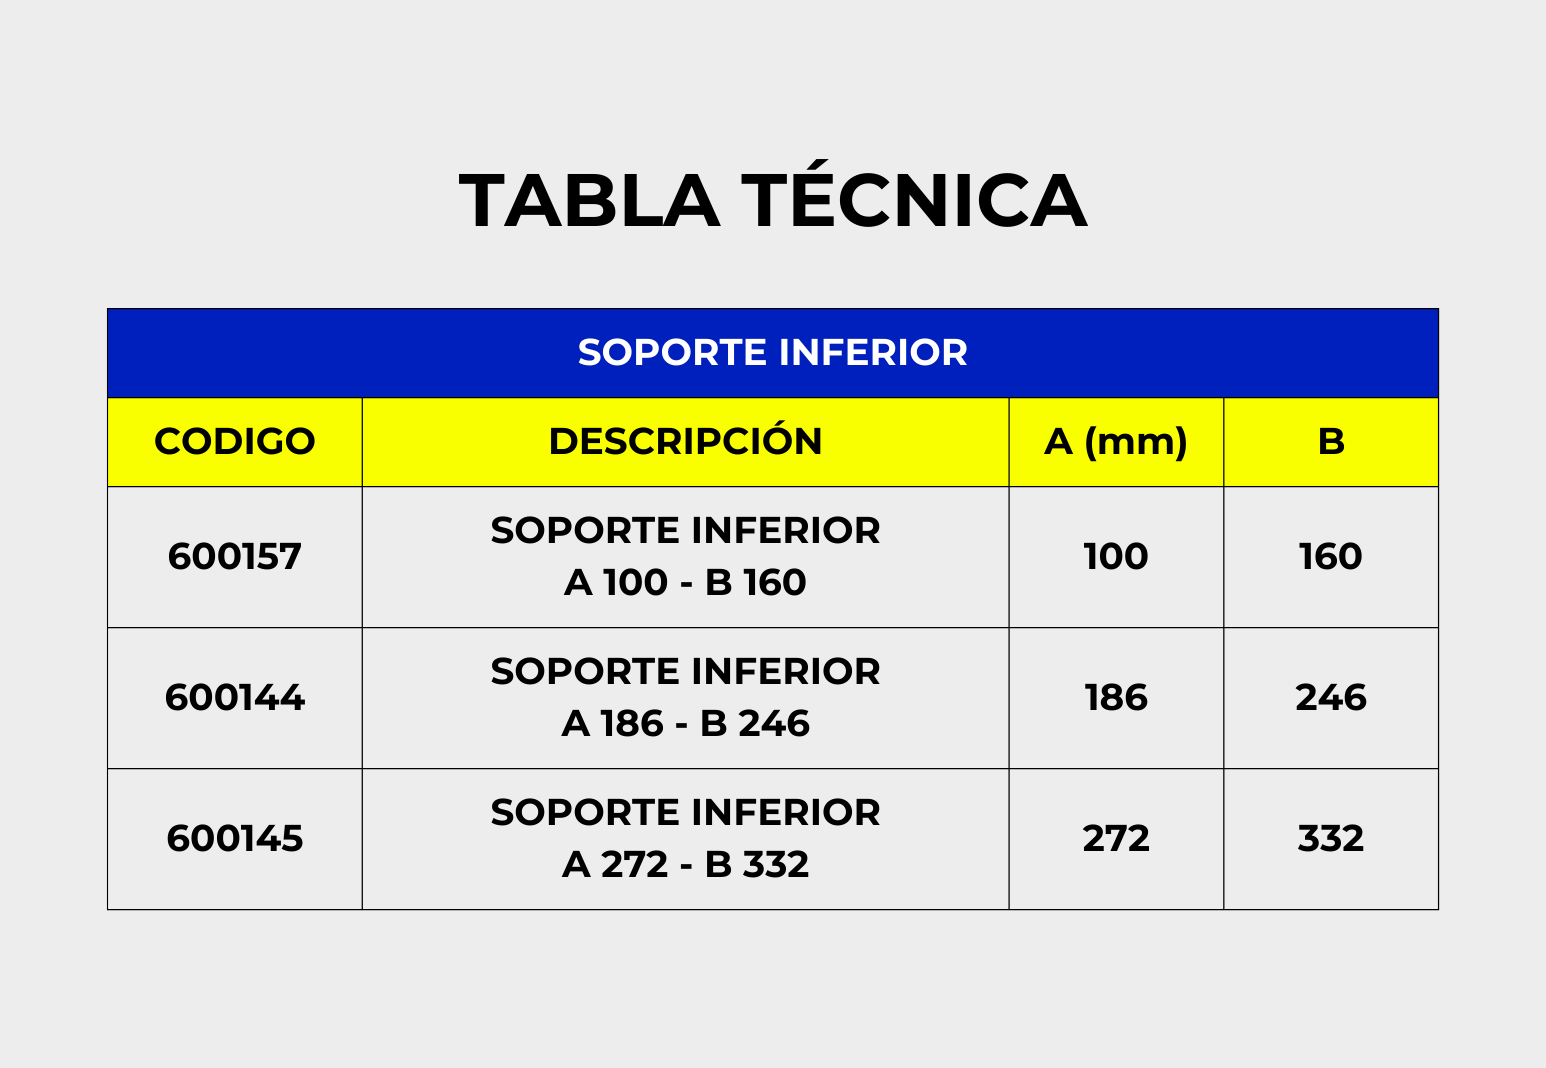 TABLA TÉCNICA
SOPORTE INFERIOR
CODIGO DESCRIPCIÓN A (mm) B
600157 SOPORTE INFERIOR A 100 - B 160 100 160
600144 SOPORTE INFERIOR A 186 - B 246 186 246
600145 SOPORTE INFERIOR A 272 - B 332 272 332